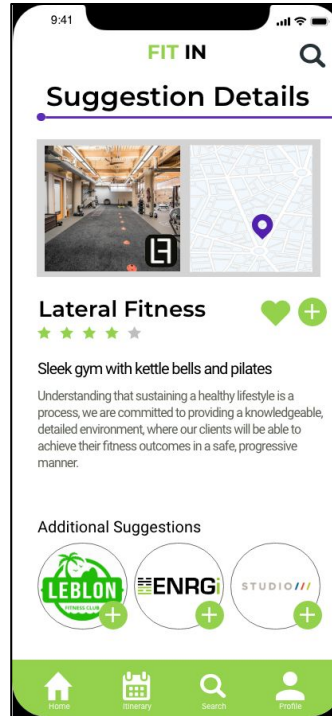 9:41
FIT IN
Suggestion Details
LF
Lateral Fitness
Sleek gym with kettle bells and pilates
Understanding that sustaining a healthy lifestyle is a
process, we are committed to providing a knowledgeable,
detailed environment, where our clients will be able to
achieve their fitness outcomes in a safe, progressive
manner.
Additional Suggestions
LEBLON
FITNESS CLUB
ENRGi
STUDIO
Home
Itinerary
Search
Profile